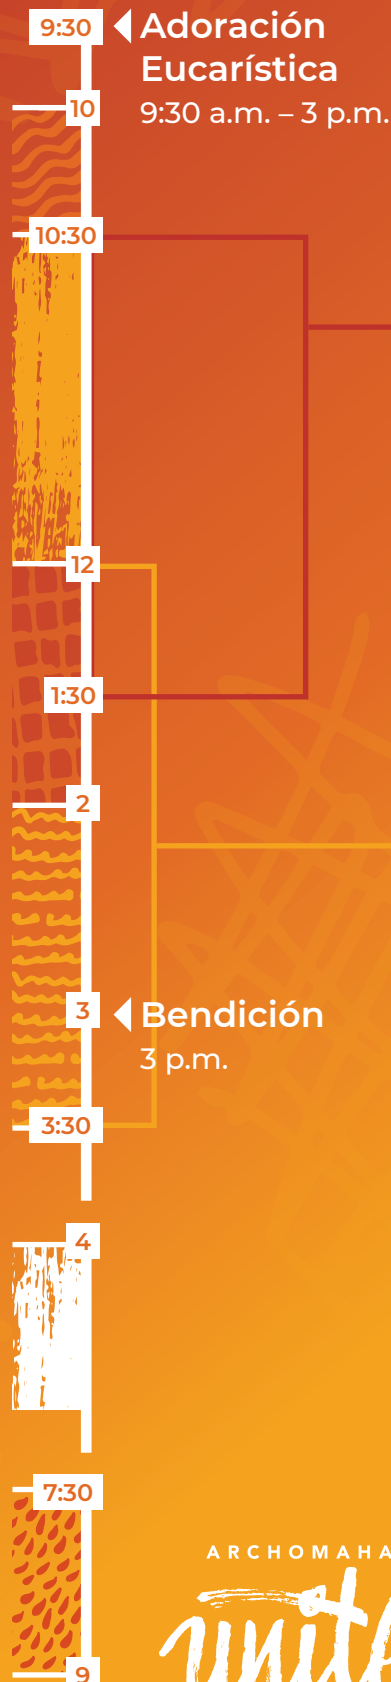 9:30
Adoración
Eucarística
9:30 a.m. – 3 p.m.
10
10:30
12
1:30
2
3
Bendición
3 p.m.
3:30
4
7:30
ARCHOMAHA
9